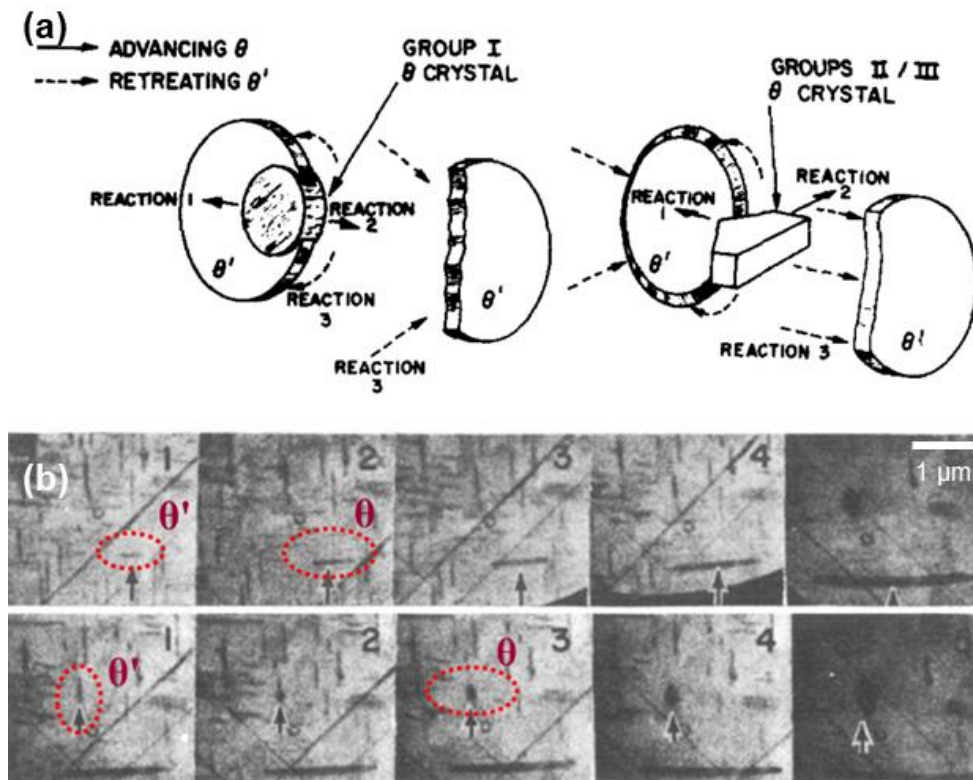 (a)
ADVANCING θ
RETREATING θ'
GROUP I
θ CRYSTAL
GROUPS II / III
θ CRYSTAL
REACTION 1
REACTION
2
θ'
REACTION
3
θ'
REACTION
3
REACTION
1
REACTION
2
θ'
REACTION 3
θ'
(b)
1
2
3
4
1 μm
θ'
θ
1
2
3
4
θ'
θ